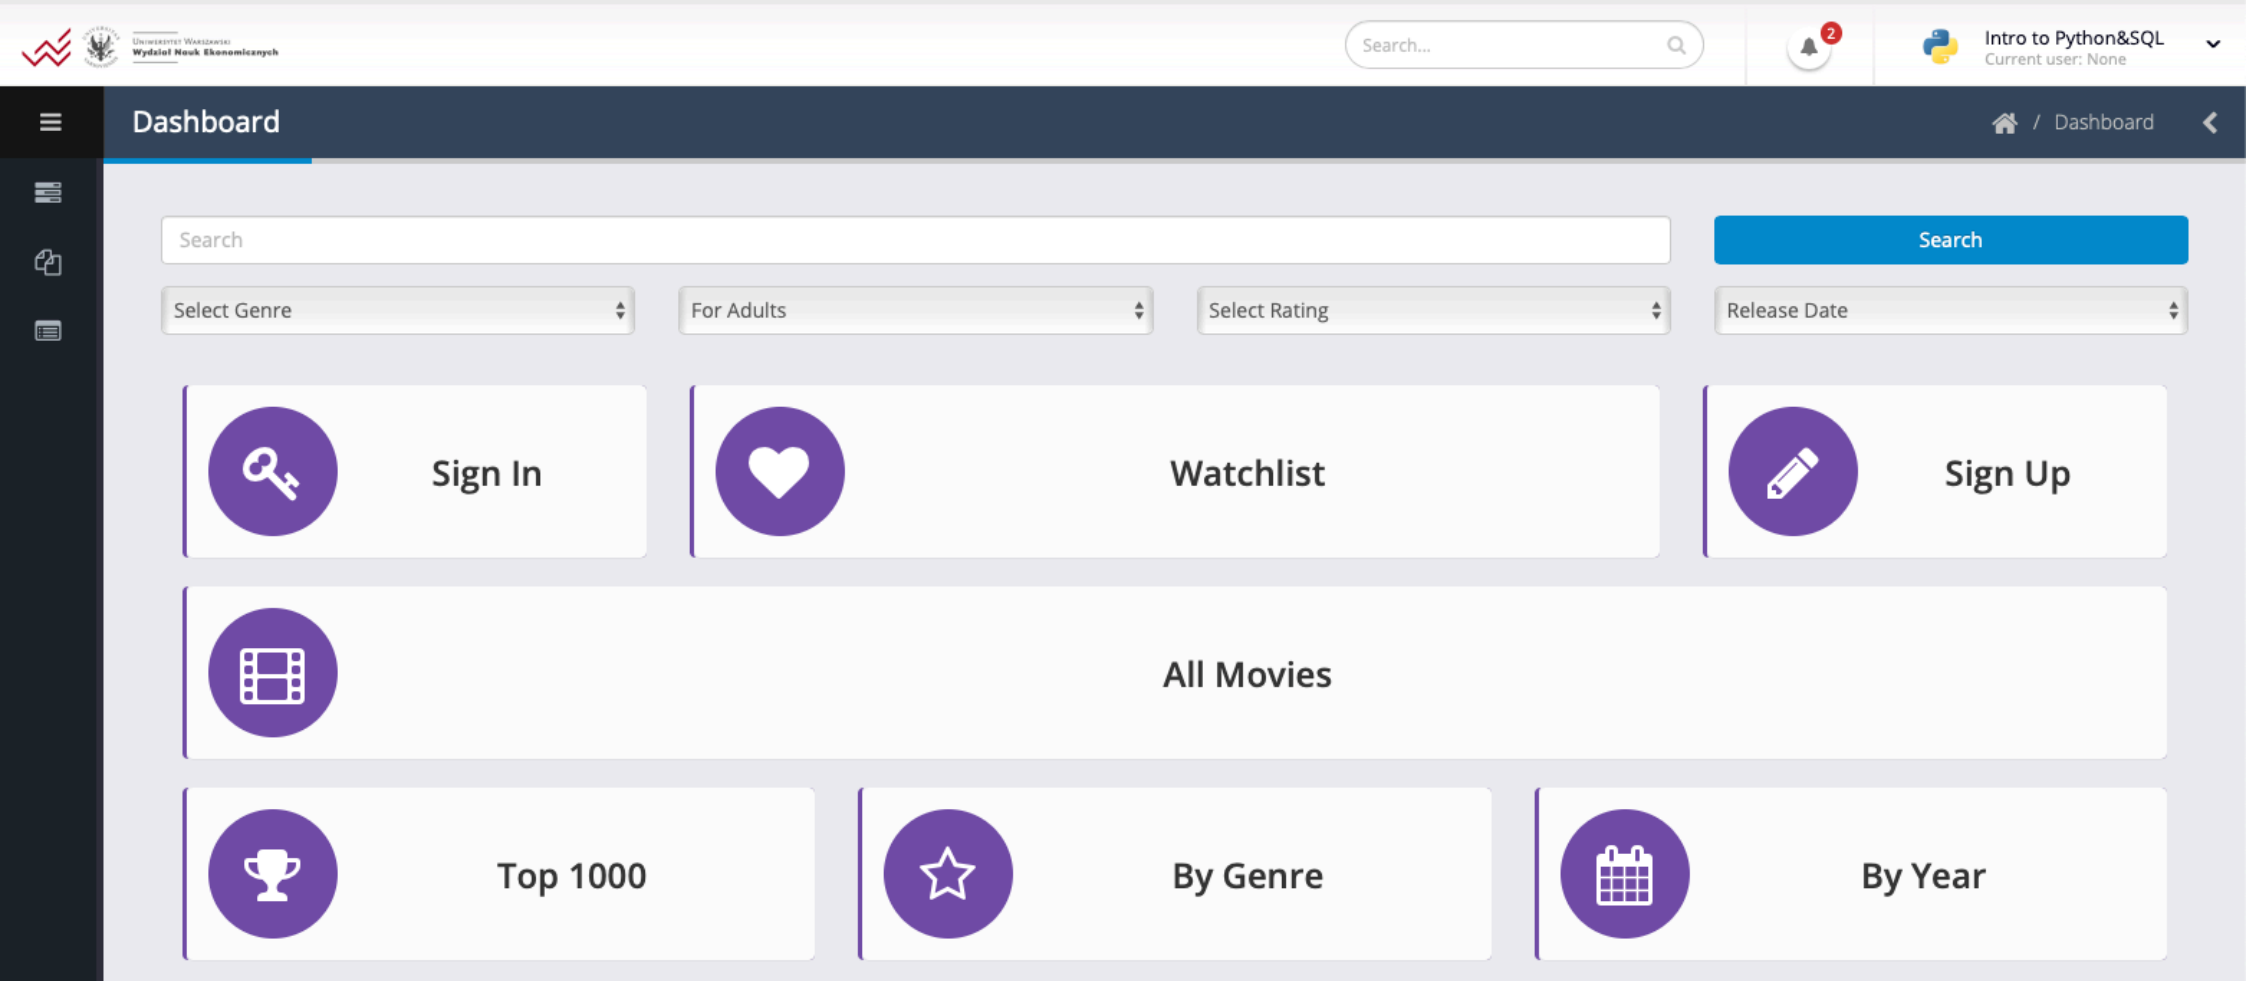 Uniwersytet Warszawski
Wydział Nauk Ekonomicznych
Search...
2
Intro to Python&SQL
Current user: None
Dashboard
/ Dashboard
Search
Search
Select Genre
For Adults
Select Rating
Release Date
Sign In
Watchlist
Sign Up
All Movies
Top 1000
By Genre
By Year